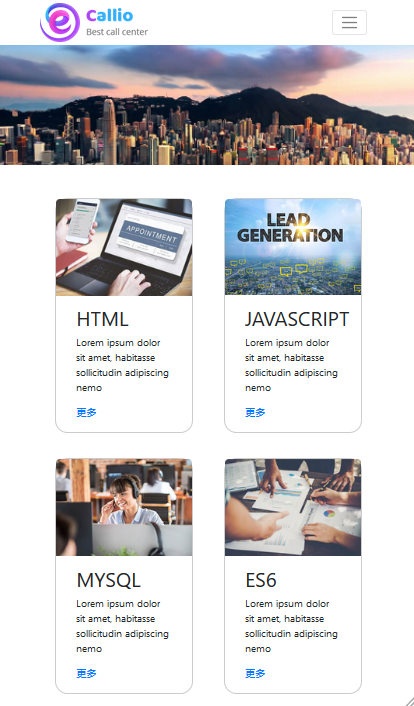 Callio
Best call center
APPOINTMENT
LEAD
GENERATION
HTML
Lorem ipsum dolor
sit amet, habitasse
sollicitudin adipiscing
nemo
更多
JAVASCRIPT
Lorem ipsum dolor
sit amet, habitasse
sollicitudin adipiscing
nemo
更多
MYSQL
Lorem ipsum dolor
sit amet, habitasse
sollicitudin adipiscing
nemo
更多
ES6
Lorem ipsum dolor
sit amet, habitasse
sollicitudin adipiscing
nemo
更多